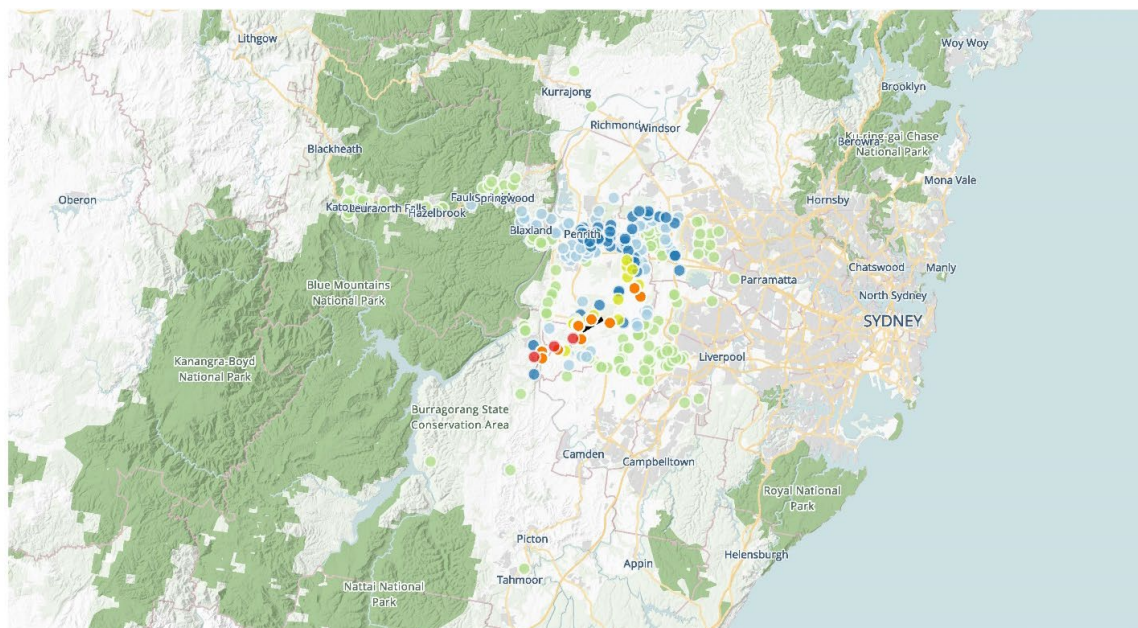 Woy Woy
Lithgow
Brooklyn
Kurrajong
Richmond
Windsor
Ku-ring-gai Chase
National Park
Berowra
Blackheath
Mona Vale
Oberon
Springwood
Hazelbrook
Hornsby
Blaxland
Penrith
Chatswood
Manly
Parramatta
Blue Mountains
National Park
North Sydney
SYDNEY
Kanangra-Boyd
National Park
Liverpool
Burragorang State
Conservation Area
Camden
Campbelltown
Royal National
Park
Picton
Helensburgh
Appin
Tahmoor
Nattai National
Park